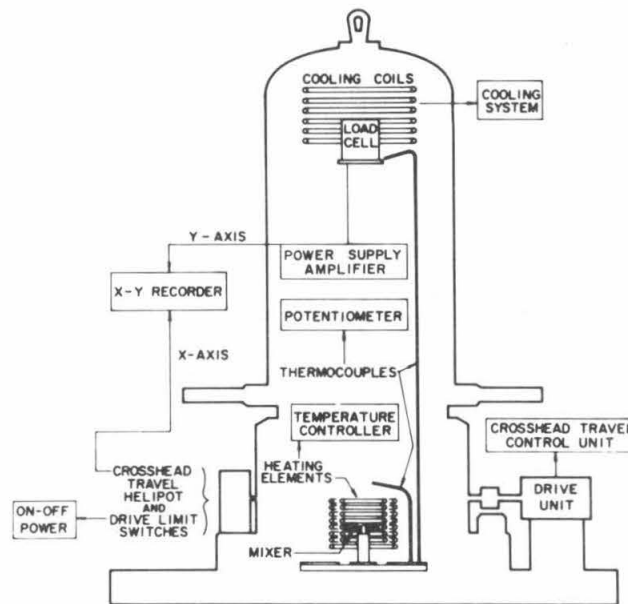 COOLING COILS
COOLING
SYSTEM
LOAD
CELL
Y-AXIS
POWER SUPPLY
AMPLIFIER
X-Y RECORDER
POTENTIOMETER
X-AXIS
THERMOCOUPLES
TEMPERATURE
CONTROLLER
CROSSHEAD TRAVEL
CONTROL UNIT
HEATING
ELEMENTS
CROSSHEAD
TRAVEL
HELIPOT
AND
DRIVE LIMIT
SWITCHES
ON-OFF
POWER
DRIVE
UNIT
MIXER